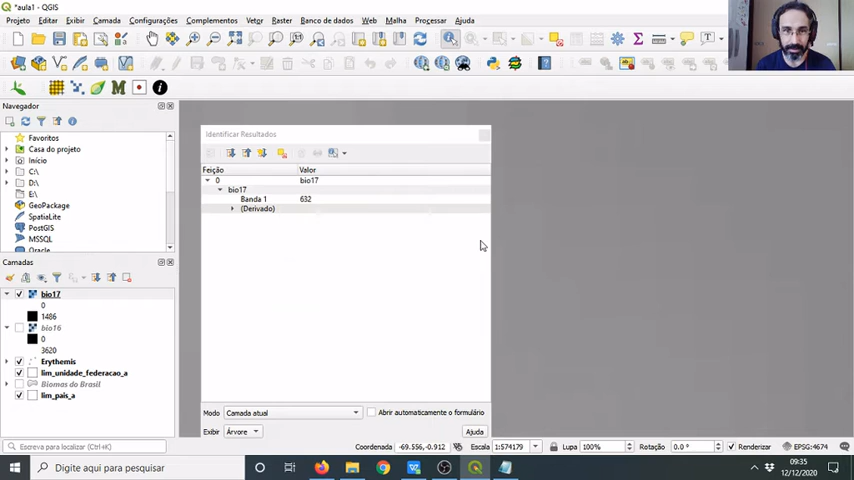 *aula1 - QGIS
Projeto Editar Exibir Camada Configurações Complementos Vetor Raster Banco de dados Web Malha Processar Ajuda
Navegador
Favoritos
Casa do projeto
Início
C:\
D:\
E:\
GeoPackage
SpatiaLite
PostGIS
MSSQL
Oracle
Camadas
bio17
0
1486
bio16
0
3620
Erythemis
lim_unidade_federacao_a
Biomas do Brasil
lim_pais_a
Identificar Resultados
Feição Valor
0 bio17
bio17
Banda 1 632
(Derivado)
Modo Camada atual Abrir automaticamente o formulário
Exibir Árvore Ajuda
Escreva para localizar (Ctrl+K) Coordenada -69.556,-0.912 Escala 1:574179 Lupa 100% Rotação 0.0 ° Renderizar EPSG:4674
Digite aqui para pesquisar
09:35
12/12/2020